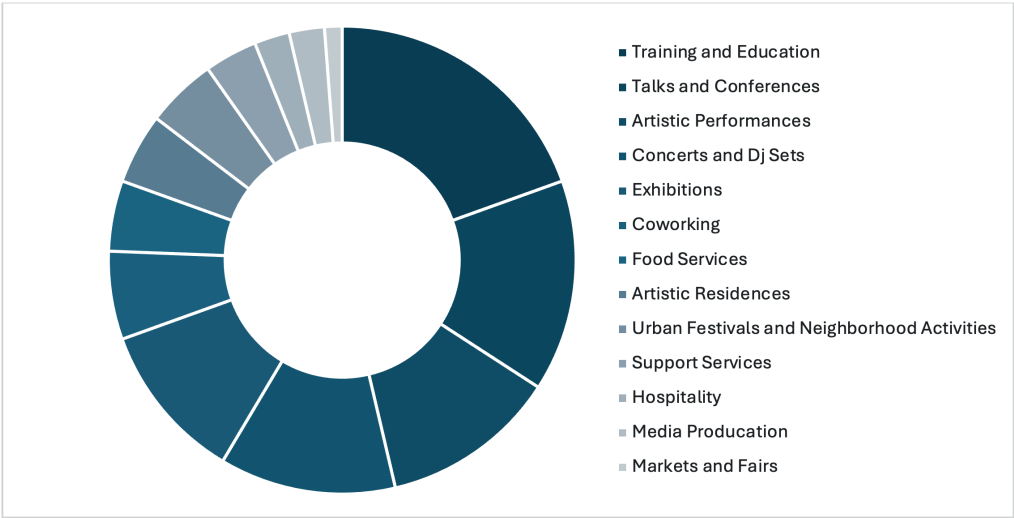 Training and Education
Talks and Conferences
Artistic Performances
Concerts and Dj Sets
Exhibitions
Coworking
Food Services
Artistic Residences
Urban Festivals and Neighborhood Activities
Support Services
Hospitality
Media Producation
Markets and Fairs